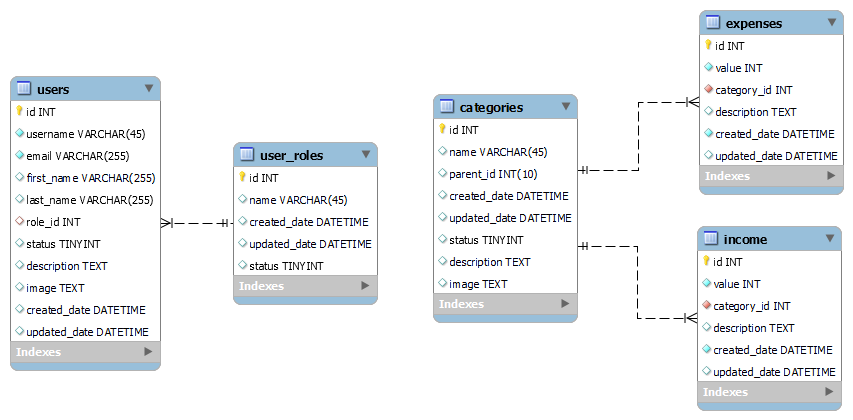 users
id INT
username VARCHAR(45)
email VARCHAR(255)
first_name VARCHAR(255)
last_name VARCHAR(255)
role_id INT
status TINYINT
description TEXT
image TEXT
created_date DATETIME
updated_date DATETIME
Indexes
user_roles
id INT
name VARCHAR(45)
created_date DATETIME
updated_date DATETIME
status TINYINT
Indexes
categories
id INT
name VARCHAR(45)
parent_id INT(10)
created_date DATETIME
updated_date DATETIME
status TINYINT
description TEXT
image TEXT
Indexes
expenses
id INT
value INT
category_id INT
description TEXT
created_date DATETIME
updated_date DATETIME
Indexes
income
id INT
value INT
category_id INT
description TEXT
created_date DATETIME
updated_date DATETIME
Indexes